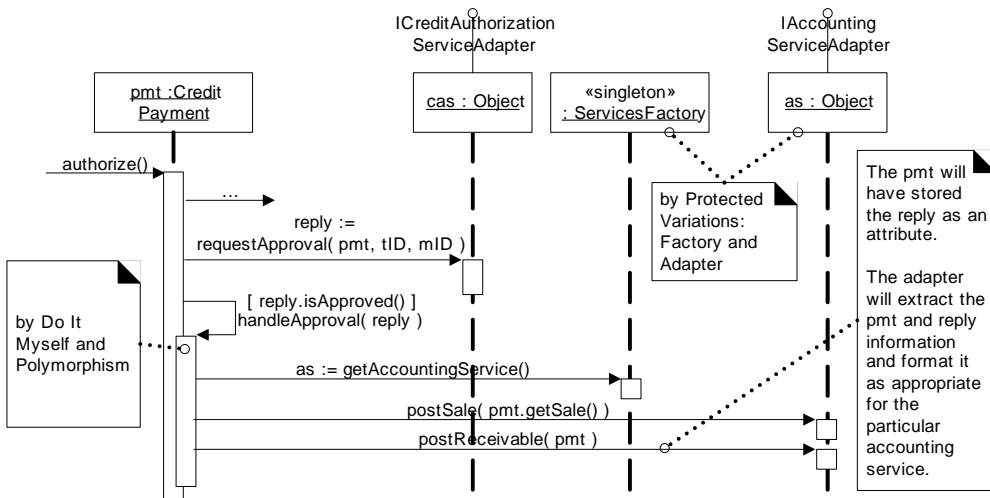 ICreditAuthorization
ServiceAdapter
IAccounting
ServiceAdapter
pmt :Credit
Payment
cas : Object
«singleton»
: ServicesFactory
as : Object
authorize()
...
reply :=
requestApproval( pmt, tID, mID )
by Protected
Variations:
Factory and
Adapter
The pmt will
have stored
the reply as an
attribute.
The adapter
will extract the
pmt and reply
information
and format it
as appropriate
for the
particular
accounting
service.
[ reply.isApproved() ]
handleApproval( reply )
by Do It
Myself and
Polymorphism
as := getAccountingService()
postSale( pmt.getSale() )
postReceivable( pmt )